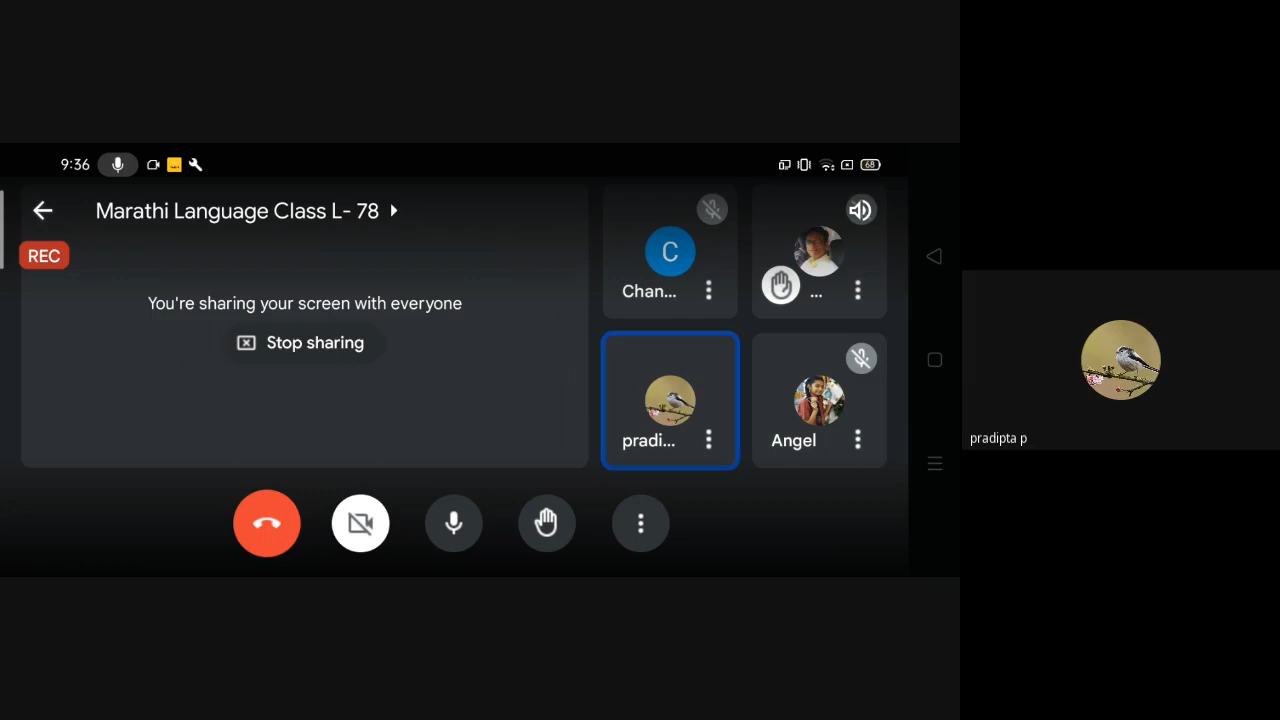 9:36
68
Marathi Language Class L- 78
REC
You're sharing your screen with everyone
Stop sharing
C
Chan...
...
pradi...
Angel
pradipta p